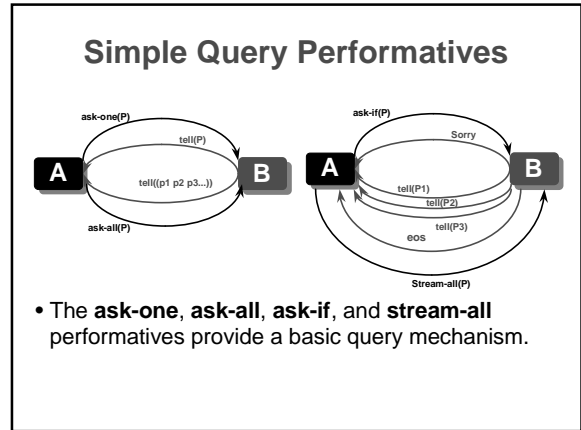 Simple Query Performatives
ask-one(P)
tell(P)
A
B
tell((p1 p2 p3...))
ask-all(P)
ask-if(P)
Sorry
A
B
tell(P1)
tell(P2)
tell(P3)
eos
Stream-all(P)
• The ask-one, ask-all, ask-if, and stream-all
performatives provide a basic query mechanism.